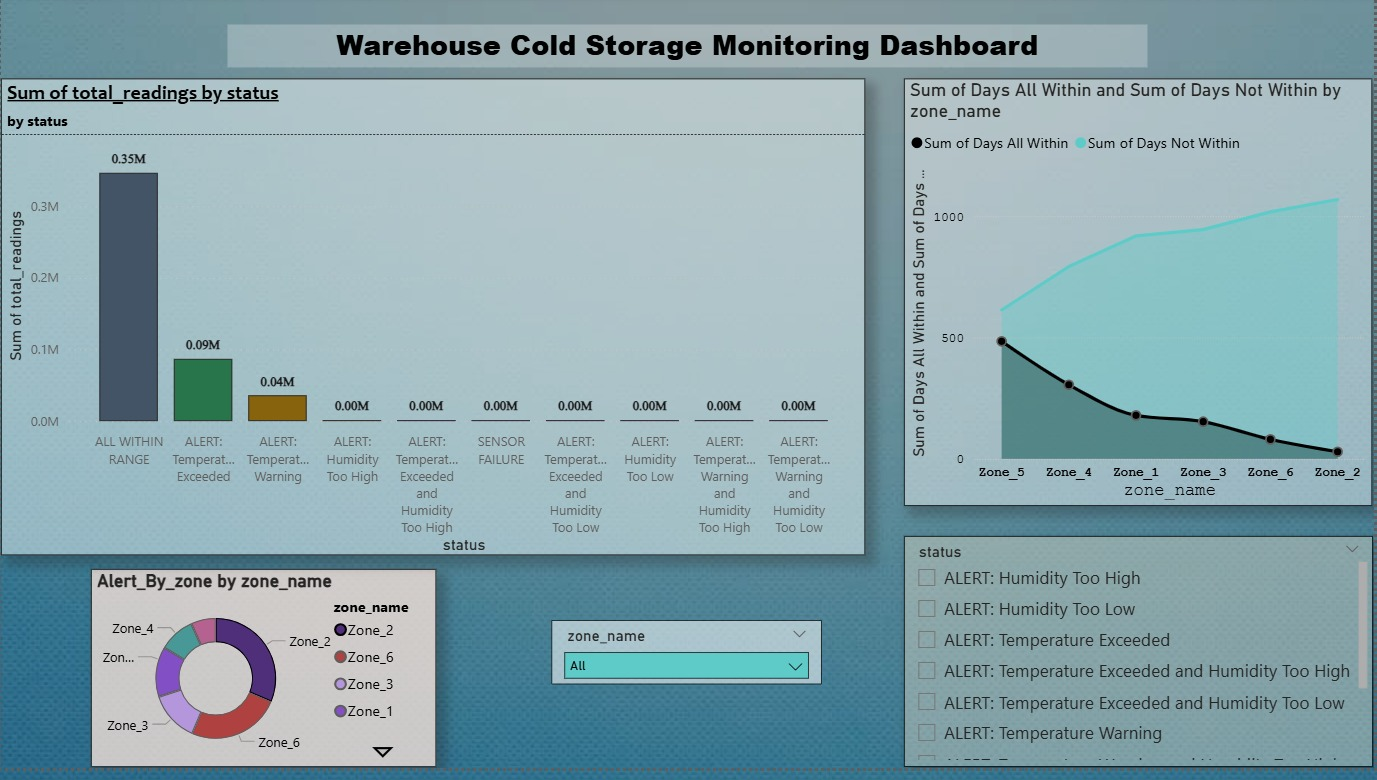 Warehouse Cold Storage Monitoring Dashboard
Sum of total_readings by status
by status
Sum of total_readings
0.3M
0.2M
0.1M
0.0M
0.35M
0.09M
0.04M
0.00M
0.00M
0.00M
0.00M
0.00M
0.00M
0.00M
ALL WITHIN
RANGE
ALERT:
Temperat...
Exceeded
ALERT:
Temperat...
Warning
ALERT:
Humidity
Too High
ALERT:
Temperat...
Exceeded
and
Humidity
Too High
SENSOR
FAILURE
ALERT:
Temperat...
Exceeded
and
Humidity
Too Low
ALERT:
Humidity
Too Low
ALERT:
Temperat...
Warning
and
Humidity
Too High
ALERT:
Temperat...
Warning
and
Humidity
Too Low
status
Sum of Days All Within and Sum of Days Not Within by
zone_name
Sum of Days All Within Sum of Days Not Within
Sum of Days All Within and Sum of Days ...
1000
500
0
Zone_5 Zone_4 Zone_1 Zone_3 Zone_6 Zone_2
zone_name
Alert_By_zone by zone_name
Zone_4
Zon...
Zone_3
Zone_2
Zone_6
zone_name
Zone_2
Zone_6
Zone_3
Zone_1
zone_name
All
status
ALERT: Humidity Too High
ALERT: Humidity Too Low
ALERT: Temperature Exceeded
ALERT: Temperature Exceeded and Humidity Too High
ALERT: Temperature Exceeded and Humidity Too Low
ALERT: Temperature Warning